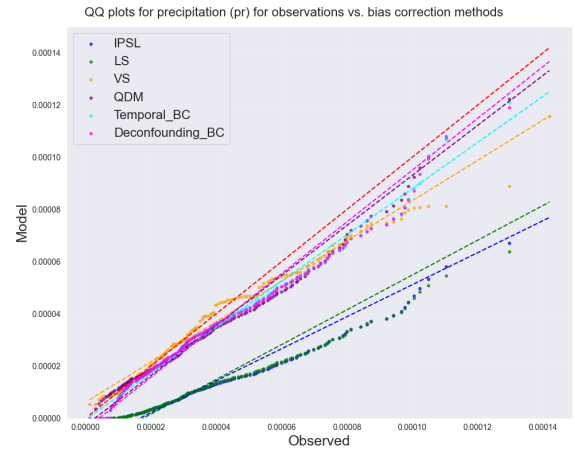 QQ plots for precipitation (pr) for observations vs. bias correction methods
0.00014
0.00012
0.00010
0.00008
0.00006
0.00004
0.00002
0.00000
Model
IPSL
LS
VS
QDM
Temporal_BC
Deconfounding_BC
0.00000 0.00002 0.00004 0.00006 0.00008 0.00010 0.00012 0.00014
Observed